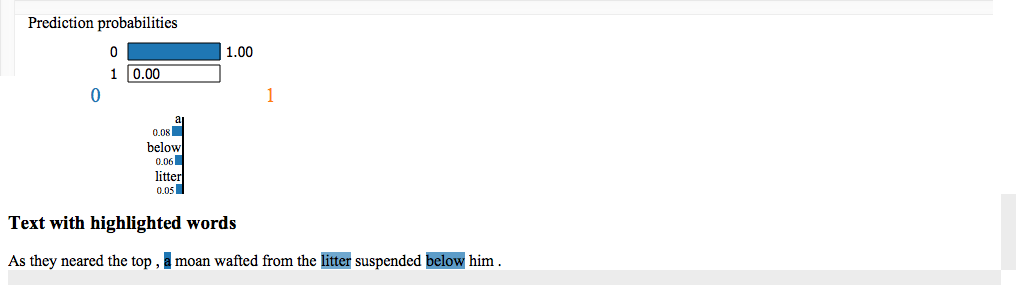 Prediction probabilities
0 1.00
1 0.00
0 1
a
0.08
below
0.06
litter
0.05
Text with highlighted words
As they neared the top , a moan wafted from the litter suspended below him .